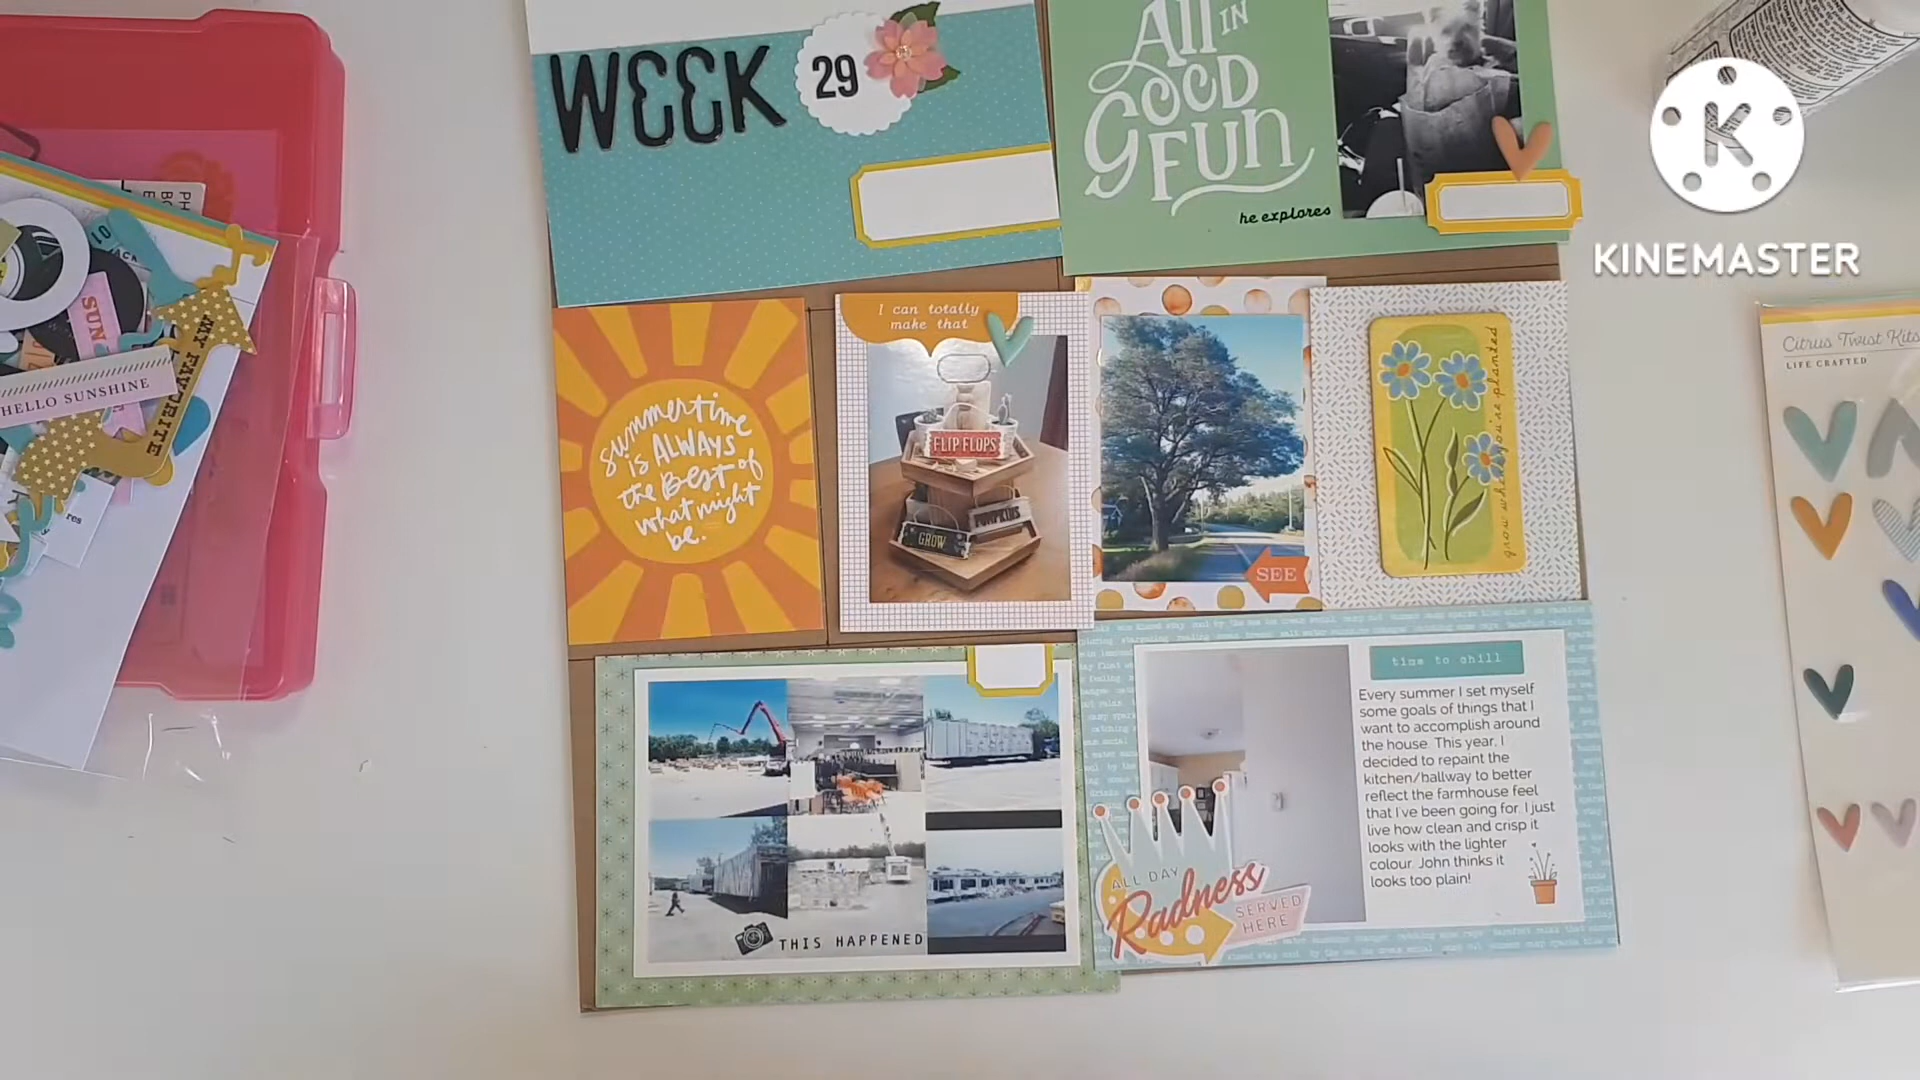 WEEK
29
All IN
GOOD
FUN
he explores
KINEMASTER
SUN
MY FAVORITE
HELLO SUNSHINE
10
summertime
is ALWAYS
the BEST of
what might
be.
I can totally
make that
FLIP FLOPS
PUMPKINS
GROW
SEE
grow where you're planted
Citrus Twist Kits
LIFE CRAFTED
THIS HAPPENED
time to chill
Every summer I set myself
some goals of things that I
want to accomplish around
the house. This year, I
decided to repaint the
kitchen/hallway to better
reflect the farmhouse feel
that I've been going for. I just
live how clean and crisp it
looks with the lighter
colour. John thinks it
looks too plain!
ALL DAY
Radness
SERVED
HERE